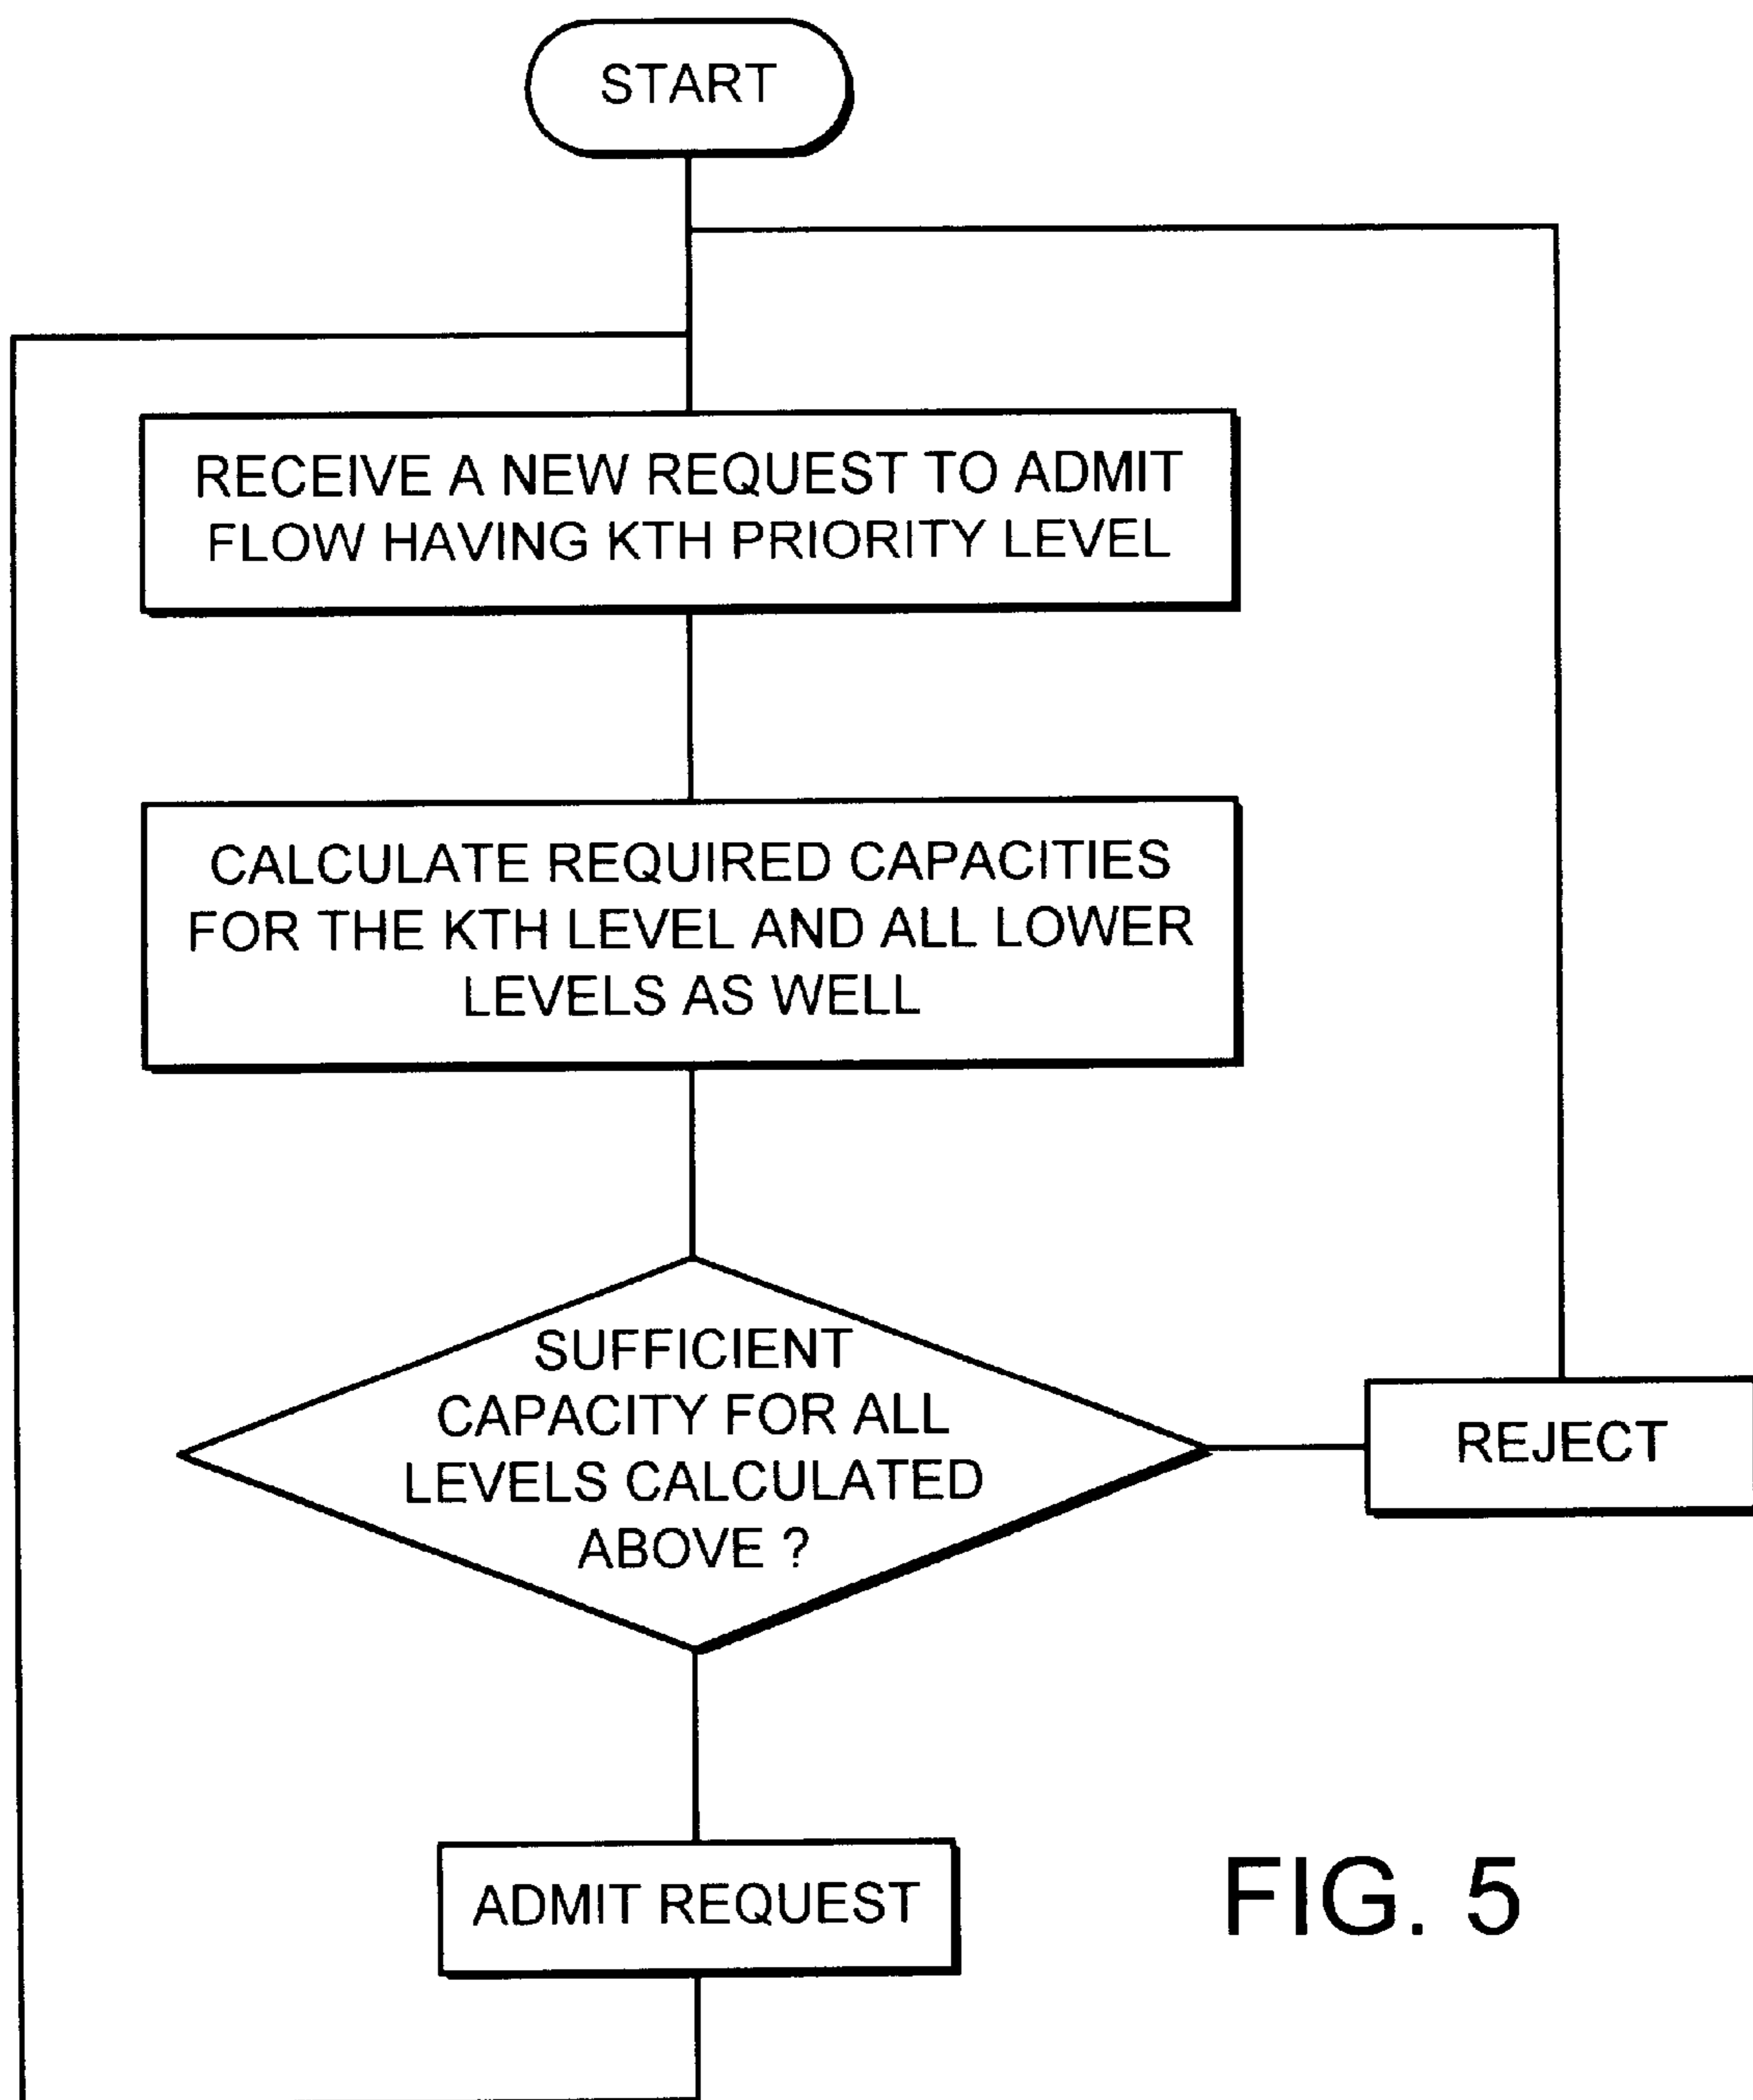 START
RECEIVE A NEW REQUEST TO ADMIT
FLOW HAVING KTH PRIORITY LEVEL
CALCULATE REQUIRED CAPACITIES
FOR THE KTH LEVEL AND ALL LOWER
LEVELS AS WELL
SUFFICIENT
CAPACITY FOR ALL
LEVELS CALCULATED
ABOVE ?
REJECT
ADMIT REQUEST
FIG. 5